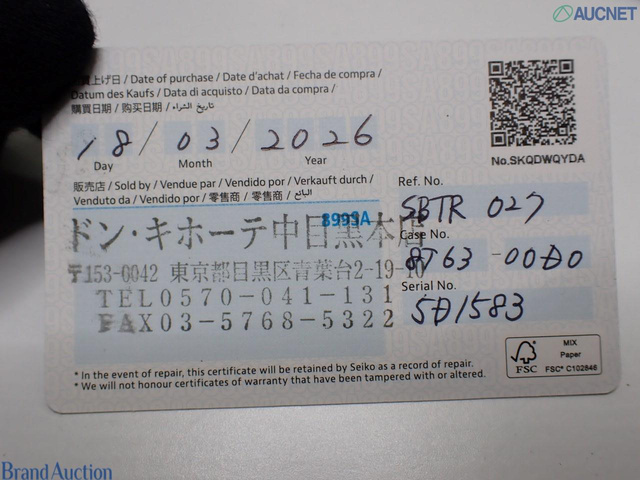 AUCNET
買上げ日 / Date of purchase / Date d'achat / Fecha de compra /
Datum des Kaufs / Data di acquisto / Data da compra /
購買日期 / 购买日期 / تاريخ الشراء
18 / 03 / 2026
Day Month Year
No.SKQDWQYDA
販売店 / Sold by / Vendue par / Vendido por / Verkauft durch /
Venduto da / Vendido por / 零售商 / 零售商 / البائع
8993A
ドン・キホーテ中目黒本店
〒153-0042 東京都目黒区青葉台2-19-10
TEL0570-041-131
FAX03-5768-5322
Ref. No.
SBTR 027
Case No.
8T63 -00D0
Serial No.
5D1583
FSC
MIX
Paper
FSC® C102846
* In the event of repair, this certificate will be retained by Seiko as a record of repair.
* We will not honour certificates of warranty that have been tampered with or altered.
Brand Auction